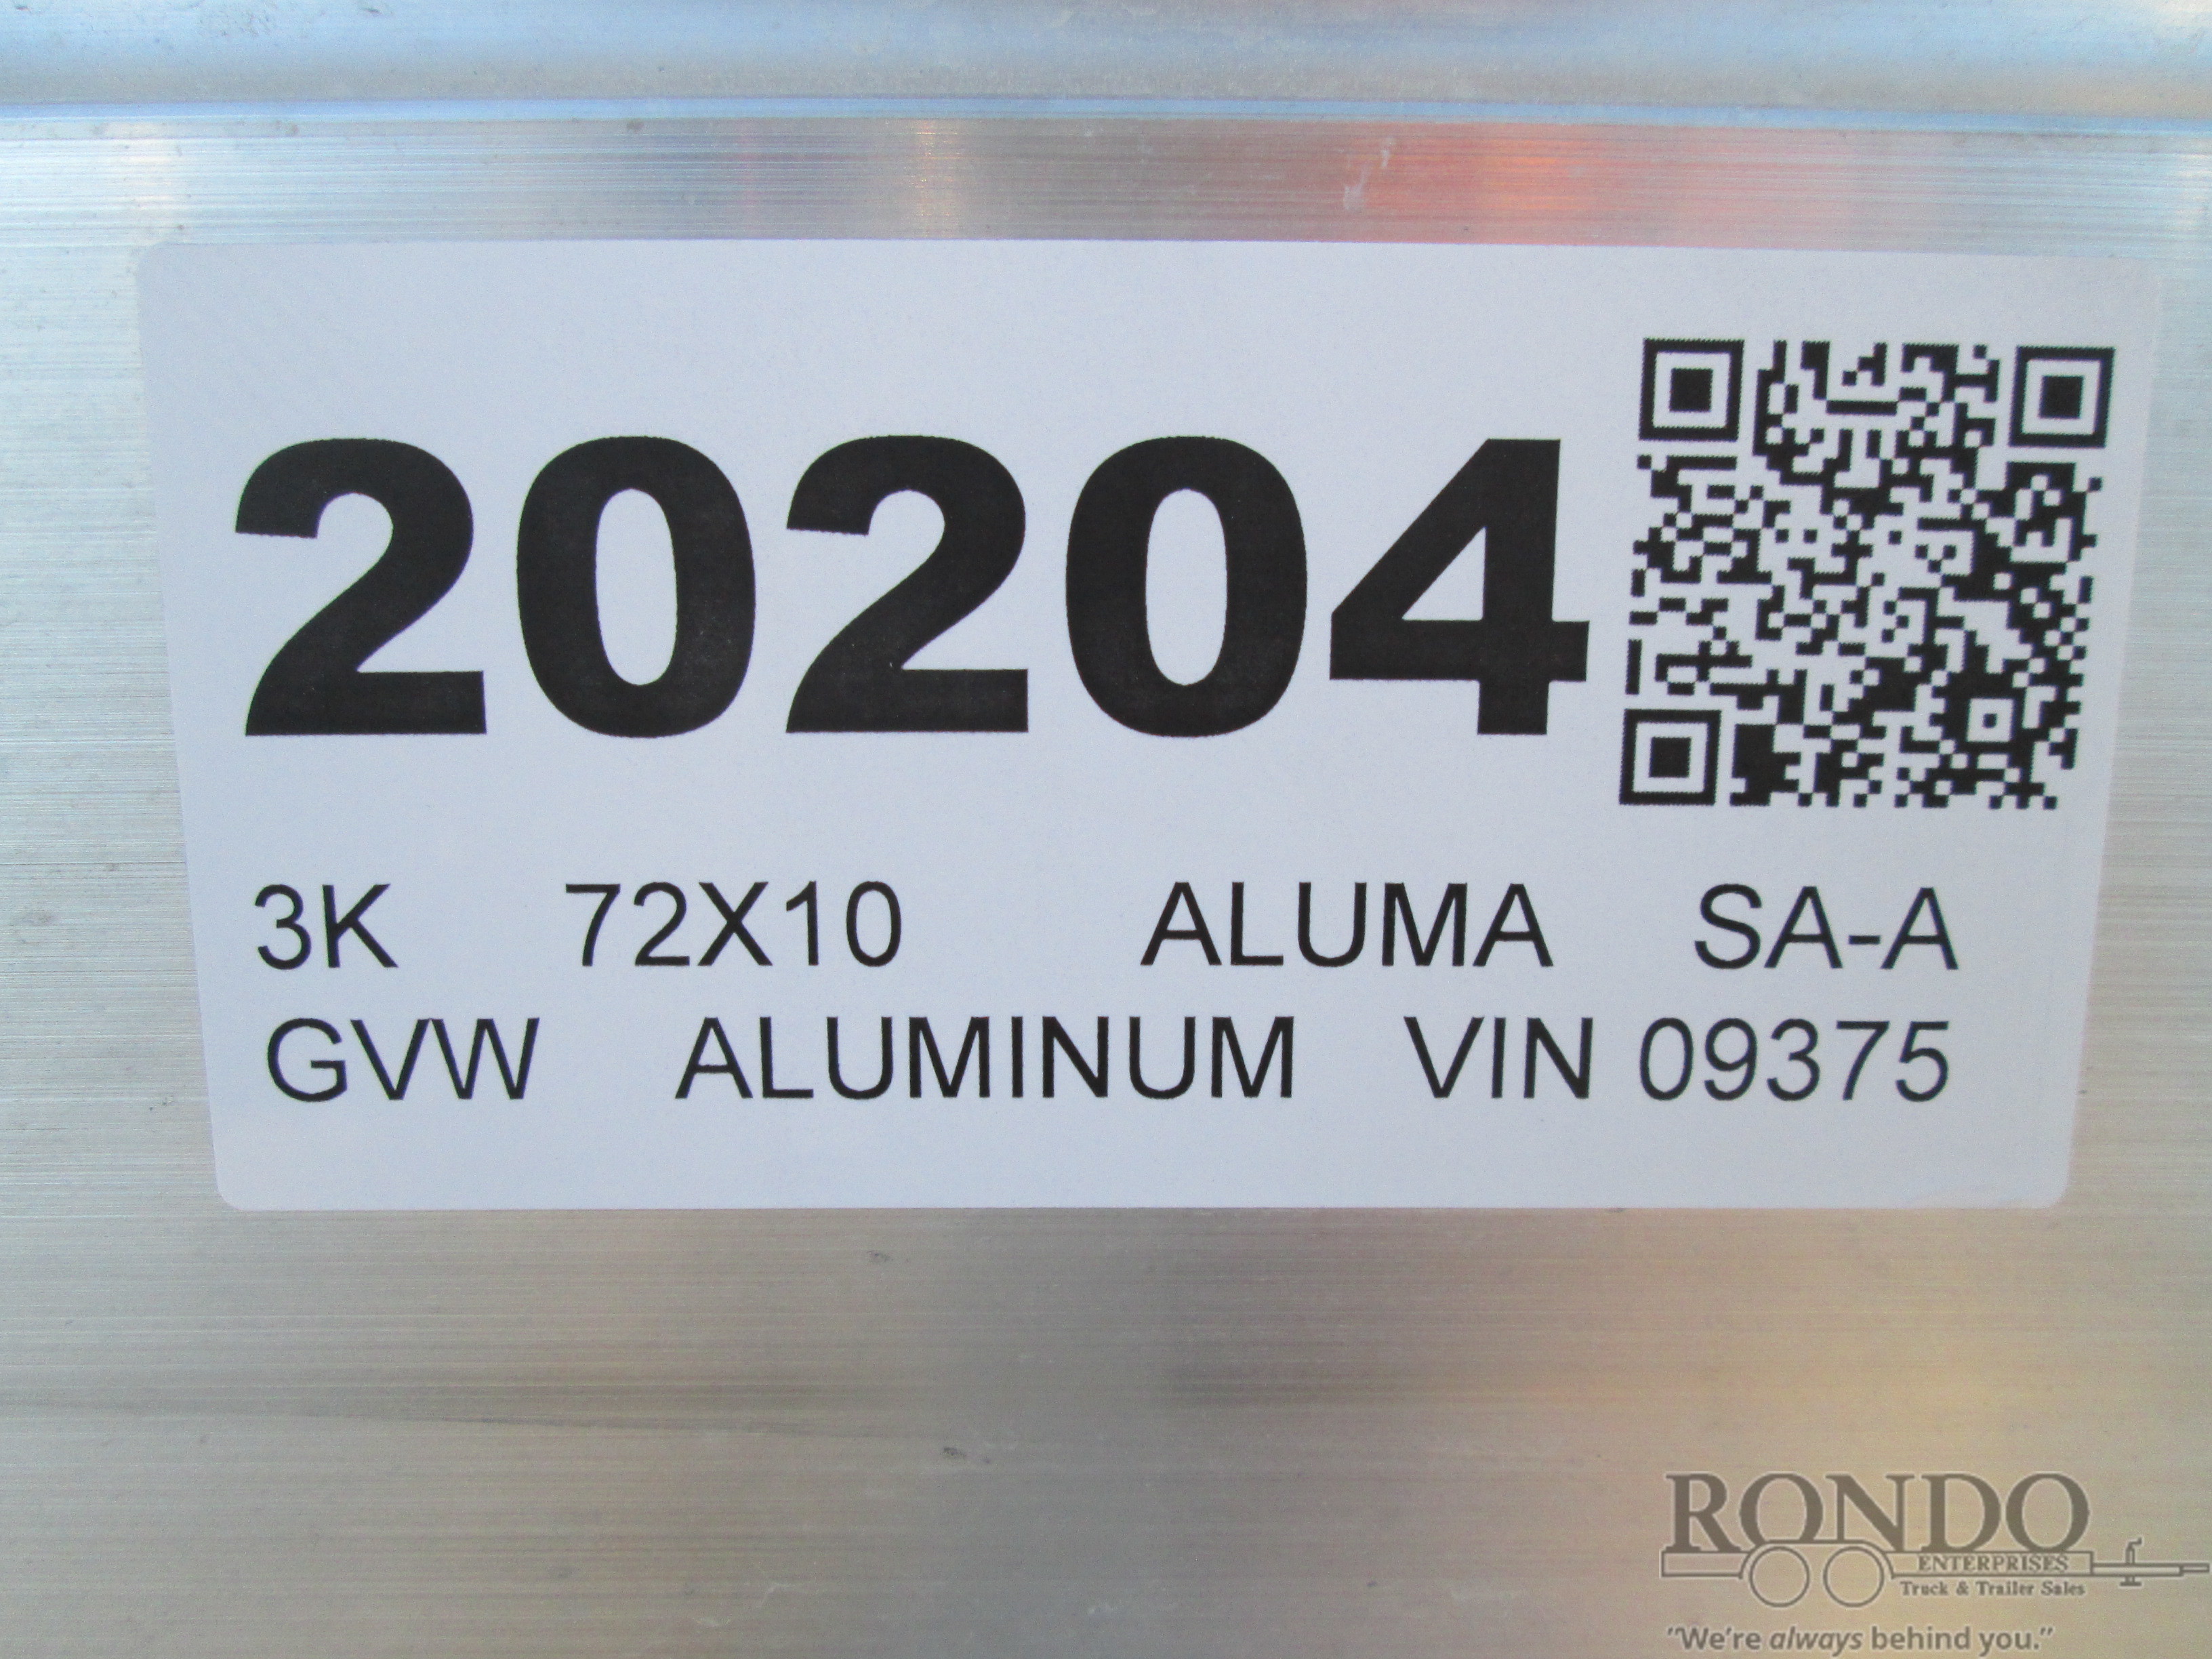 20204
3K 72X10 ALUMA SA-A
GVW ALUMINUM VIN 09375
RONDO
ENTERPRISES
Truck & Trailer Sales
"We're always behind you."